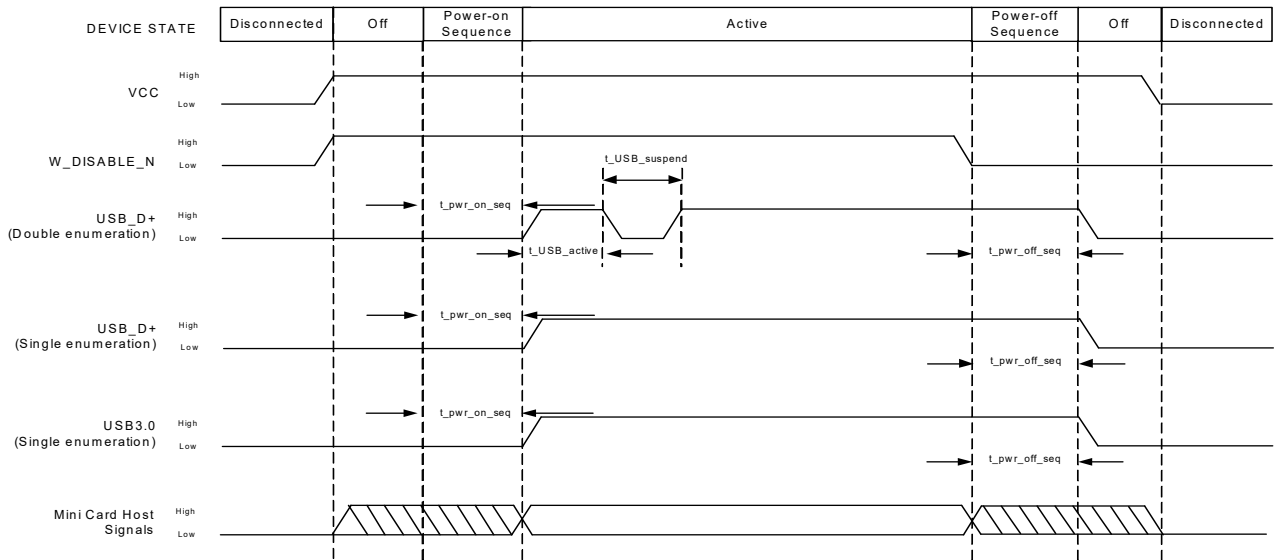 DEVICE STATE
Disconnected
Off
Power-on
Sequence
Active
Power-off
Sequence
Off
Disconnected
VCC
High
Low
W_DISABLE_N
High
Low
t_USB_suspend
USB_D+
(Double enumeration)
High
Low
t_pwr_on_seq
t_USB_active
t_pwr_off_seq
USB_D+
(Single enumeration)
High
Low
t_pwr_on_seq
t_pwr_off_seq
USB3.0
(Single enumeration)
High
Low
t_pwr_on_seq
t_pwr_off_seq
Mini Card Host
Signals
High
Low